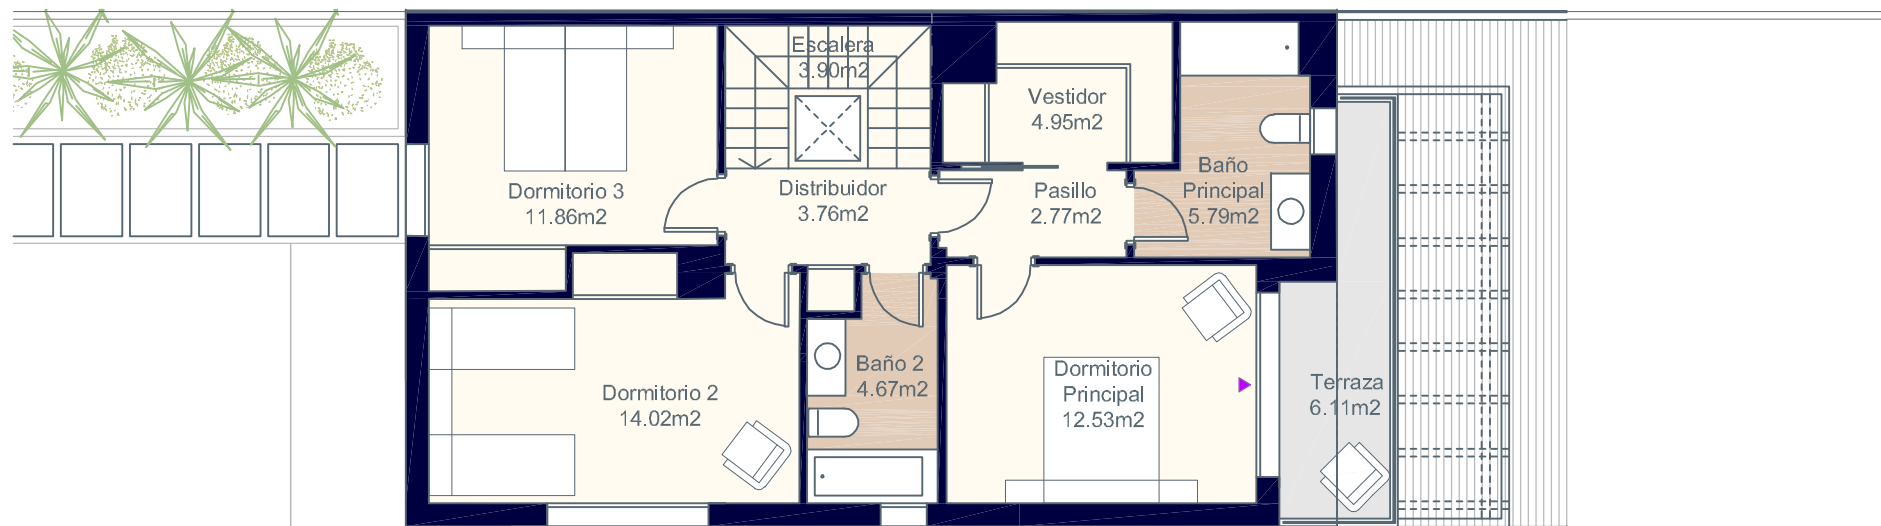 Escalera
3.90m2
Vestidor
4.95m2
Baño
Principal
5.79m2
Dormitorio 3
11.86m2
Distribuidor
3.76m2
Pasillo
2.77m2
Dormitorio 2
14.02m2
Baño 2
4.67m2
Dormitorio
Principal
12.53m2
Terraza
6.11m2